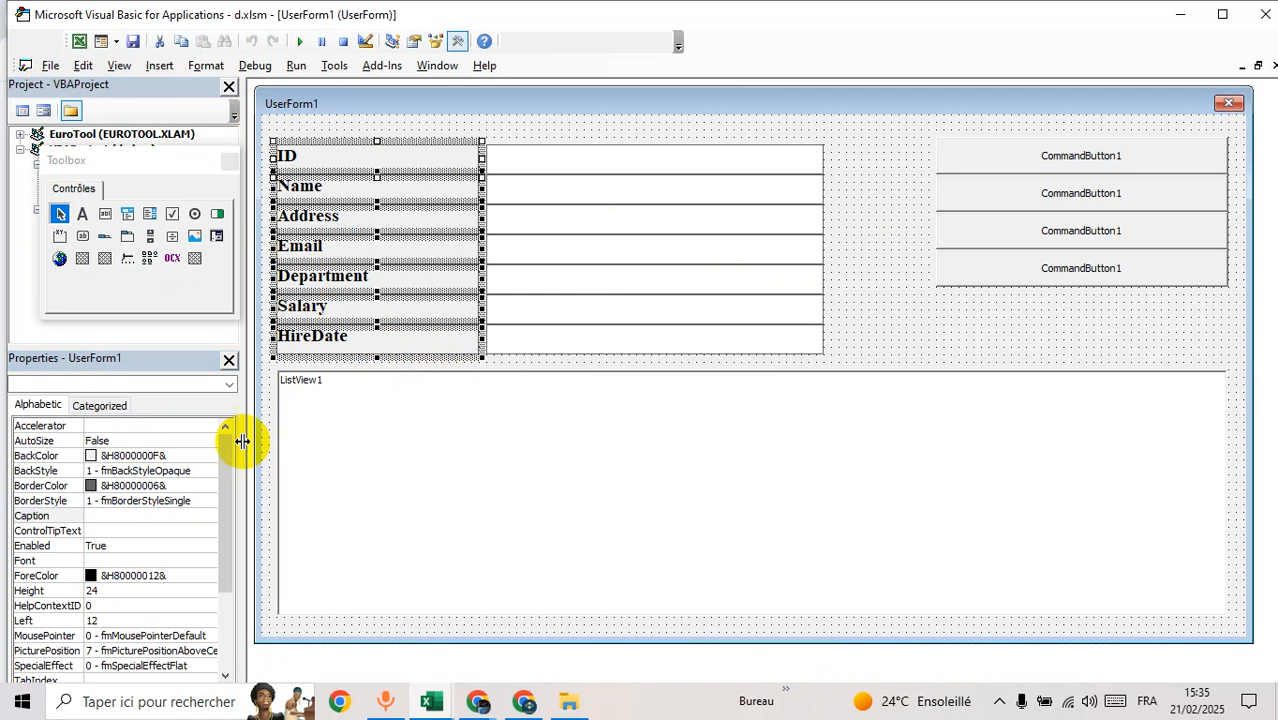 Microsoft Visual Basic for Applications - d.xlsm - [UserForm1 (UserForm)]
File Edit View Insert Format Debug Run Tools Add-Ins Window Help
Project - VBAProject
EuroTool (EUROTOOL.XLAM)
Toolbox
Contrôles
Properties - UserForm1
Alphabetic Categorized
Accelerator
AutoSize False
BackColor &H8000000F&
BackStyle 1 - fmBackStyleOpaque
BorderColor &H80000006&
BorderStyle 1 - fmBorderStyleSingle
Caption
ControlTipText
Enabled True
Font
ForeColor &H80000012&
Height 24
HelpContextID 0
Left 12
MousePointer 0 - fmMousePointerDefault
PicturePosition 7 - fmPicturePositionAboveCe
SpecialEffect 0 - fmSpecialEffectFlat
TabIndex
UserForm1
ID
Name
Address
Email
Department
Salary
HireDate
CommandButton1
CommandButton1
CommandButton1
CommandButton1
ListView1
Taper ici pour rechercher
Bureau
24°C Ensoleillé
FRA
15:35
21/02/2025